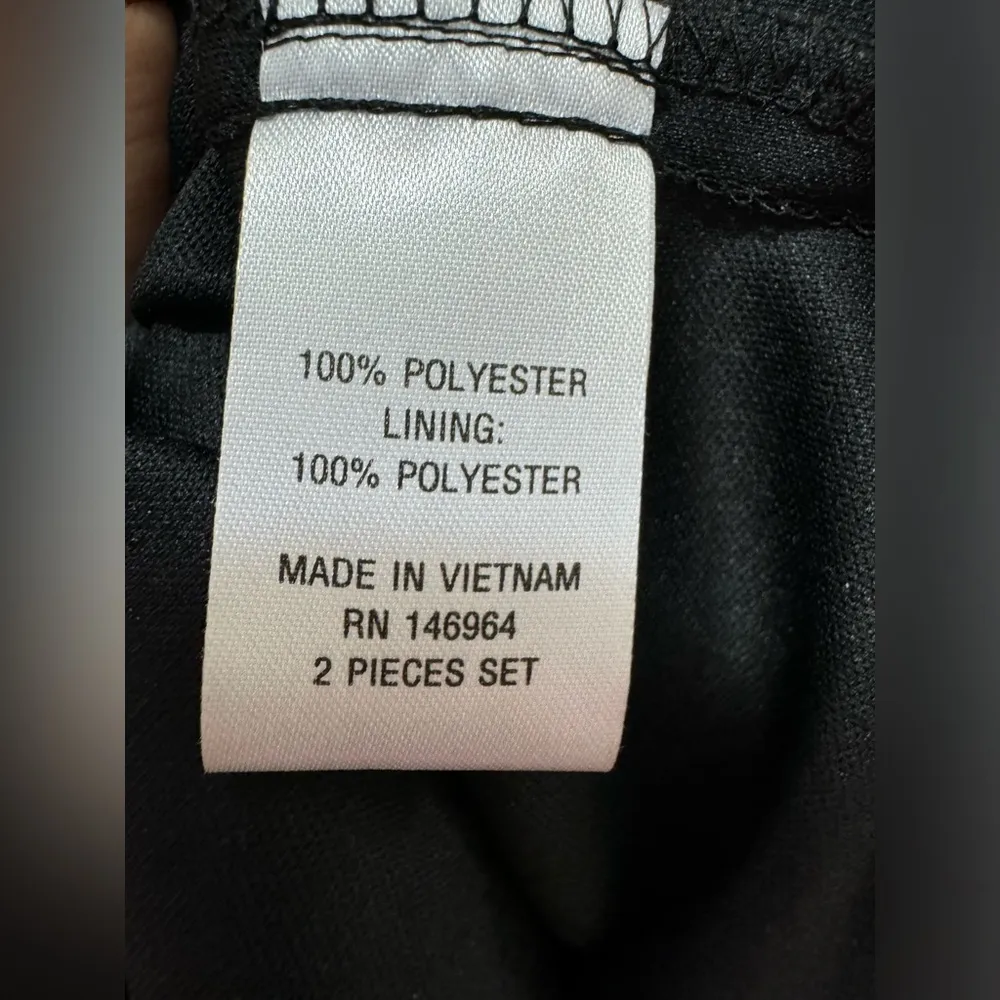 100% POLYESTER
LINING:
100% POLYESTER
MADE IN VIETNAM
RN 146964
2 PIECES SET